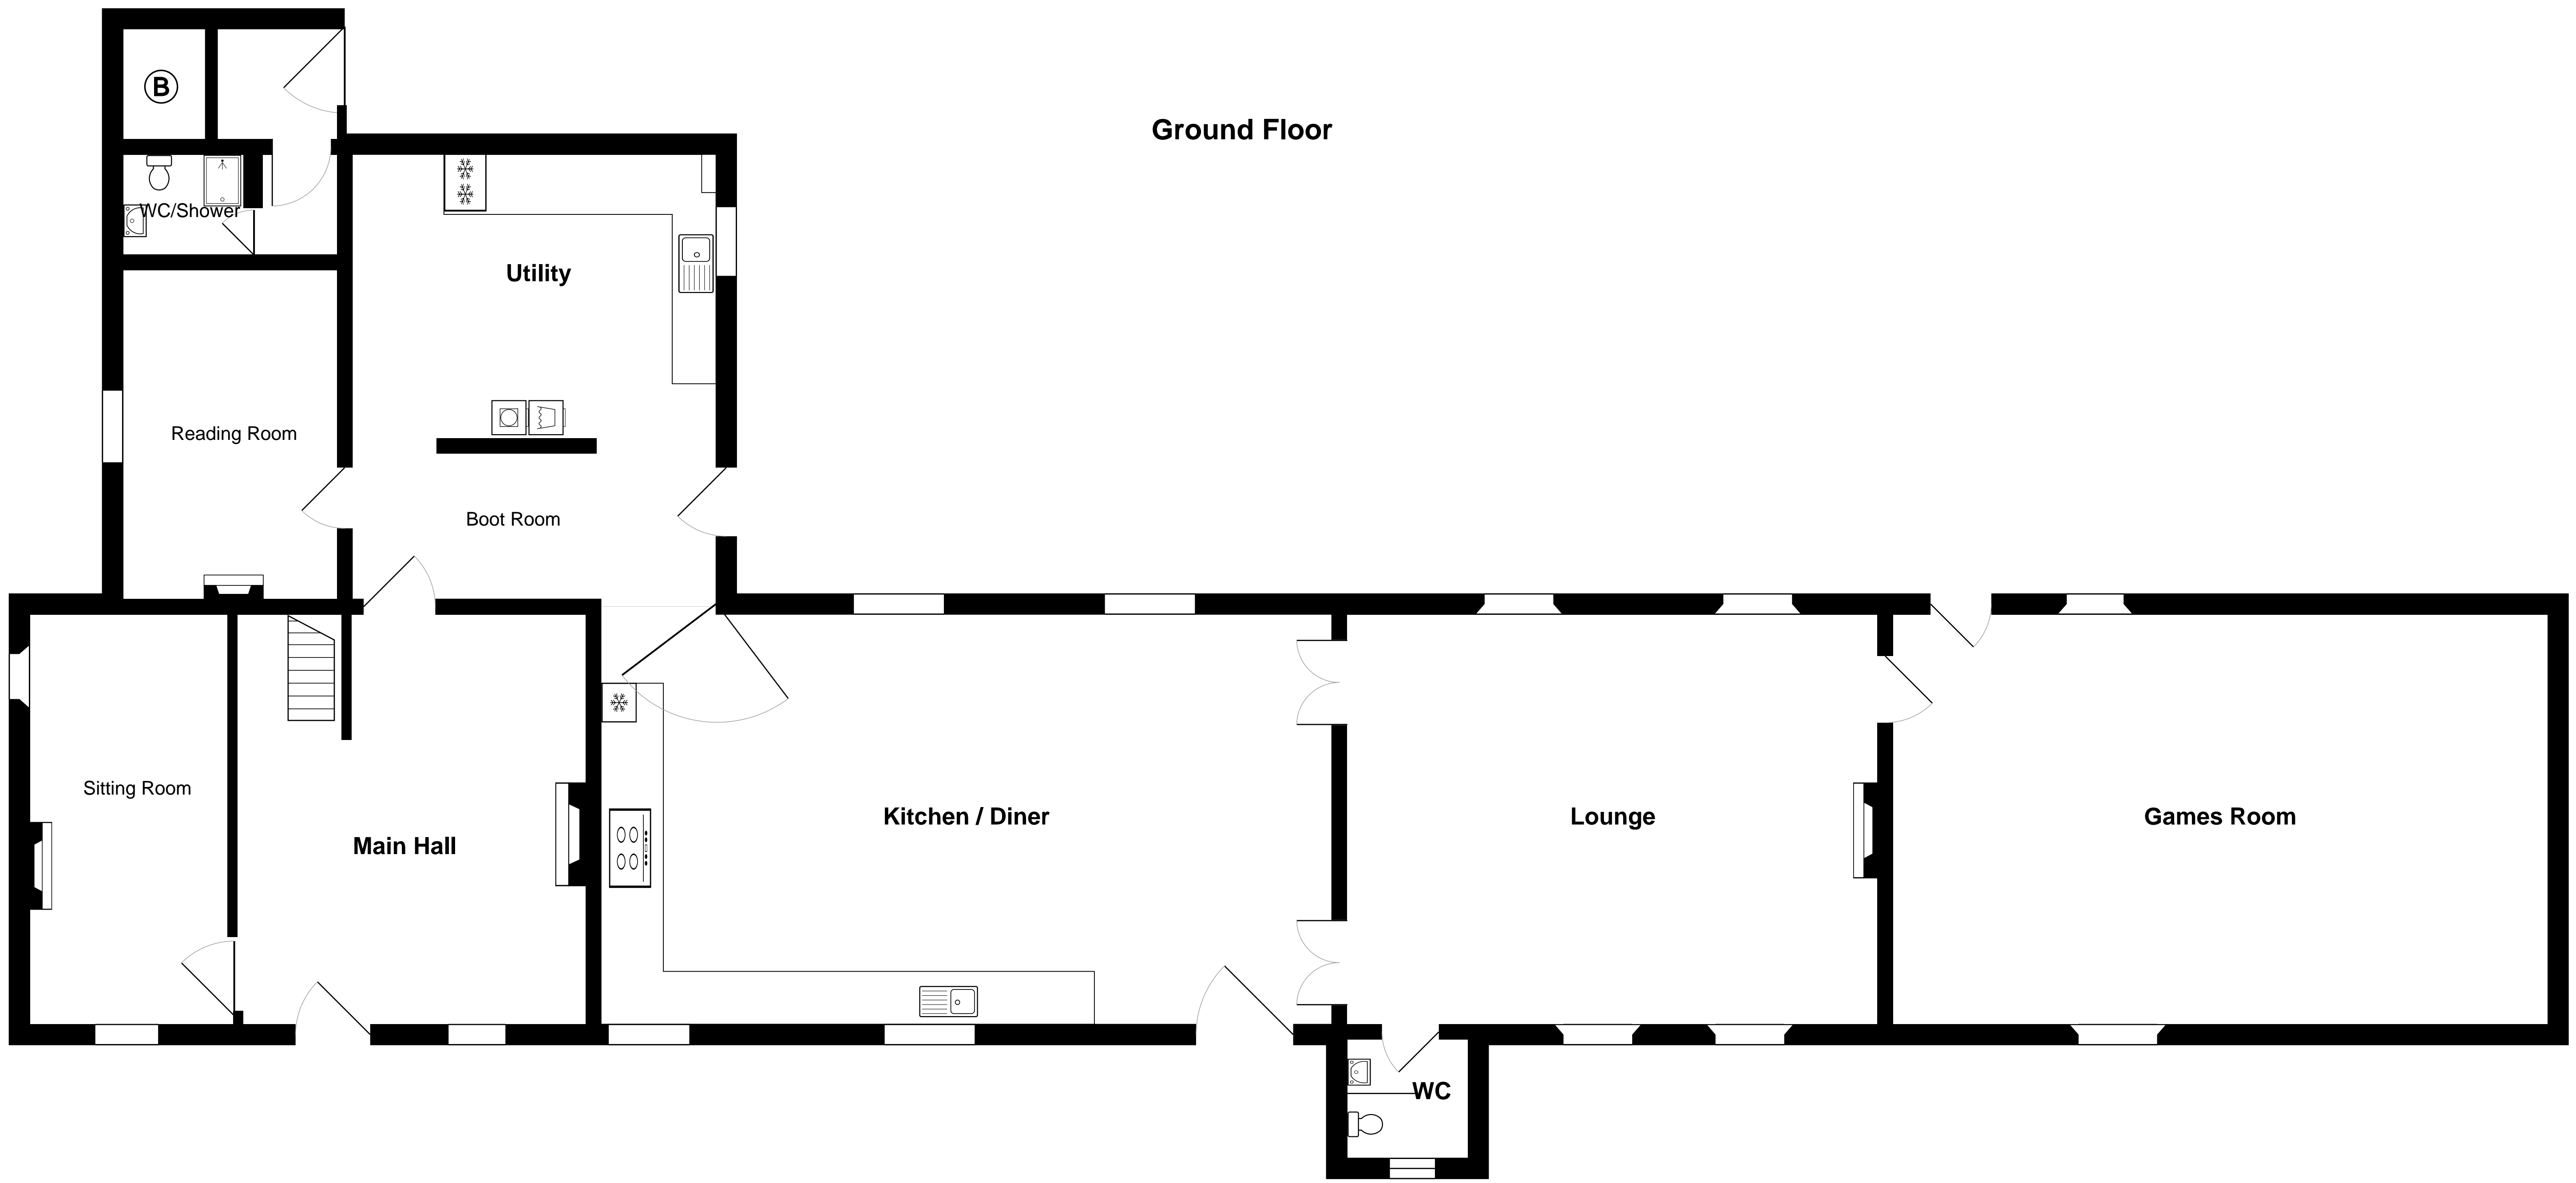 B
Ground Floor
WC/Shower
Utility
Reading Room
Boot Room
Sitting Room
Main Hall
Kitchen / Diner
Lounge
Games Room
WC